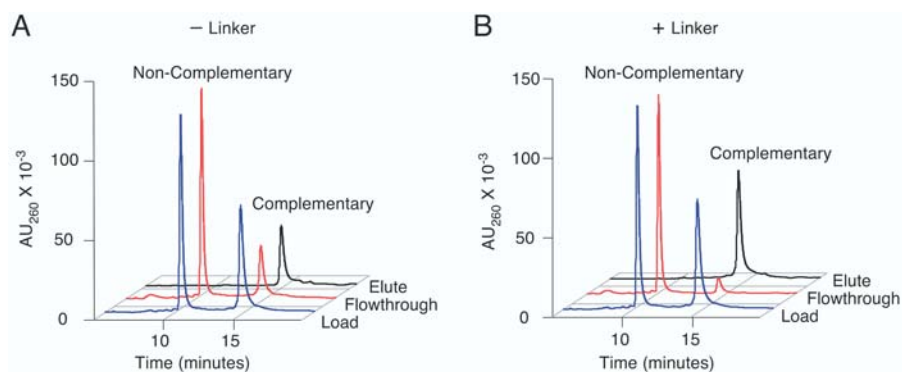 A
− Linker
Non-Complementary
Complementary
150
100
50
0
AU260 X 10-3
10
15
Time (minutes)
Elute
Flowthrough
Load
B
+ Linker
Non-Complementary
Complementary
150
100
50
0
AU260 X 10-3
10
15
Time (minutes)
Elute
Flowthrough
Load